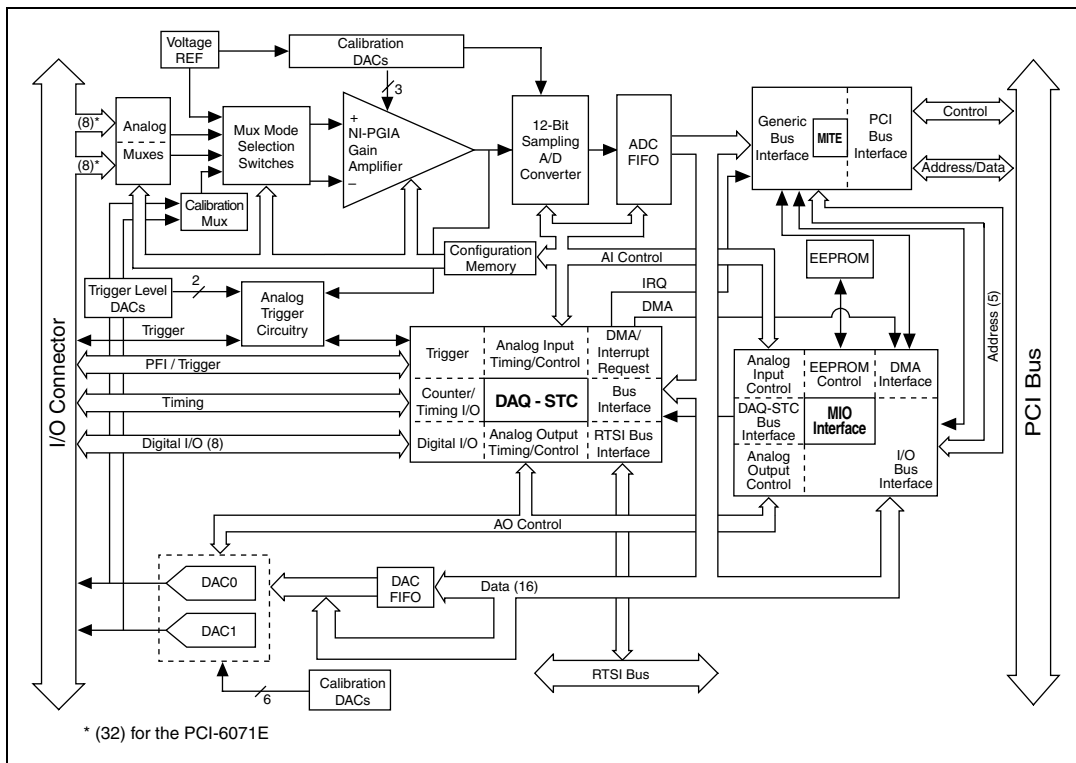 Voltage
REF
Calibration
DACs
3
(8)*
(8)*
Analog
Muxes
Mux Mode
Selection
Switches
+
NI-PGIA
Gain
Amplifier
–
12-Bit
Sampling
A/D
Converter
ADC
FIFO
Generic
Bus
Interface
MITE
PCI
Bus
Interface
Control
Address/Data
Calibration
Mux
Configuration
Memory
AI Control
EEPROM
Address (5)
IRQ
DMA
Trigger Level
DACs
2
Analog
Trigger
Circuitry
Trigger
PFI / Trigger
Timing
Digital I/O (8)
I/O Connector
PCI Bus
Trigger
Analog Input
Timing/Control
DMA/
Interrupt
Request
Counter/
Timing I/O
DAQ - STC
Bus
Interface
Digital I/O
Analog Output
Timing/Control
RTSI Bus
Interface
Analog
Input
Control
EEPROM
Control
DMA
Interface
DAQ-STC
Bus
Interface
MIO
Interface
Analog
Output
Control
I/O
Bus
Interface
AO Control
DAC0
DAC1
DAC
FIFO
Data (16)
6
Calibration
DACs
RTSI Bus
* (32) for the PCI-6071E